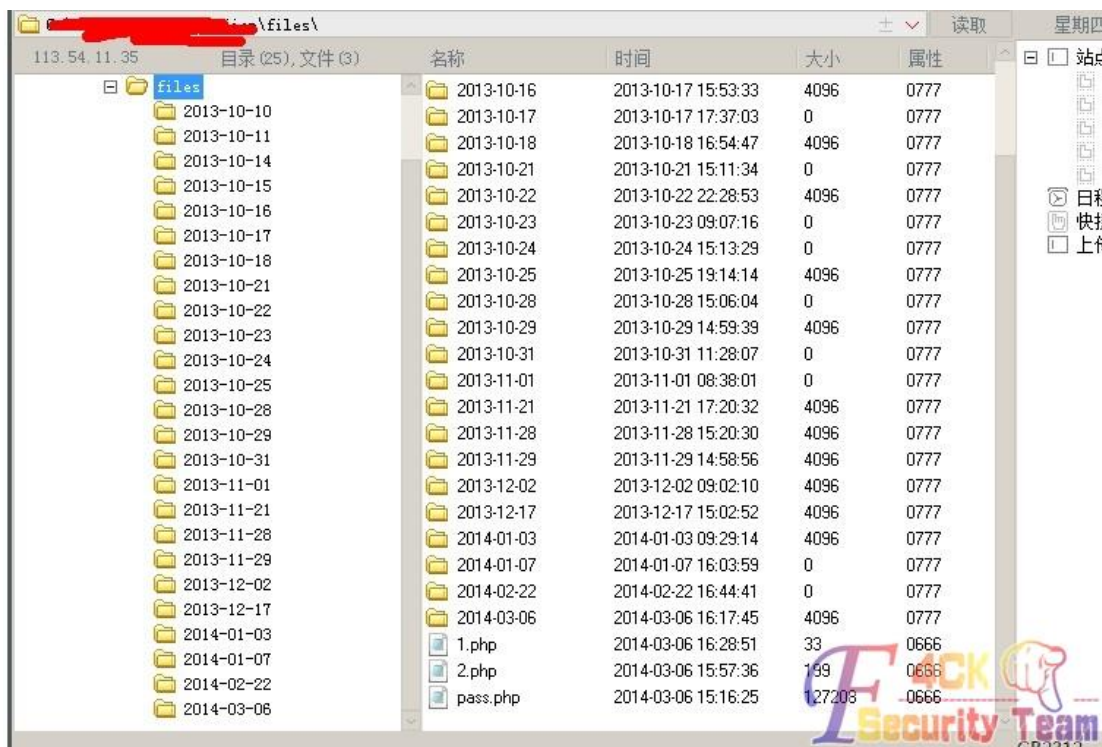 \files\
读取
星期四
113.54.11.35
目录(25),文件(3)
名称
时间
大小
属性
files
2013-10-10
2013-10-11
2013-10-14
2013-10-15
2013-10-16
2013-10-17
2013-10-18
2013-10-21
2013-10-22
2013-10-23
2013-10-24
2013-10-25
2013-10-28
2013-10-29
2013-10-31
2013-11-01
2013-11-21
2013-11-28
2013-11-29
2013-12-02
2013-12-17
2014-01-03
2014-01-07
2014-02-22
2014-03-06
2013-10-16 2013-10-17 15:53:33 4096 0777
2013-10-17 2013-10-17 17:37:03 0 0777
2013-10-18 2013-10-18 16:54:47 4096 0777
2013-10-21 2013-10-21 15:11:34 0 0777
2013-10-22 2013-10-22 22:28:53 4096 0777
2013-10-23 2013-10-23 09:07:16 0 0777
2013-10-24 2013-10-24 15:13:29 0 0777
2013-10-25 2013-10-25 19:14:14 4096 0777
2013-10-28 2013-10-28 15:06:04 0 0777
2013-10-29 2013-10-29 14:59:39 4096 0777
2013-10-31 2013-10-31 11:28:07 0 0777
2013-11-01 2013-11-01 08:38:01 0 0777
2013-11-21 2013-11-21 17:20:32 4096 0777
2013-11-28 2013-11-28 15:20:30 4096 0777
2013-11-29 2013-11-29 14:58:56 4096 0777
2013-12-02 2013-12-02 09:02:10 4096 0777
2013-12-17 2013-12-17 15:02:52 4096 0777
2014-01-03 2014-01-03 09:29:14 4096 0777
2014-01-07 2014-01-07 16:03:59 0 0777
2014-02-22 2014-02-22 16:44:41 0 0777
2014-03-06 2014-03-06 16:17:45 4096 0777
1.php 2014-03-06 16:28:51 33 0666
2.php 2014-03-06 15:57:36 199 0666
pass.php 2014-03-06 15:16:25 127203 0666
站点
日程
快捷
上传
F4CK
Security Team
GB2312